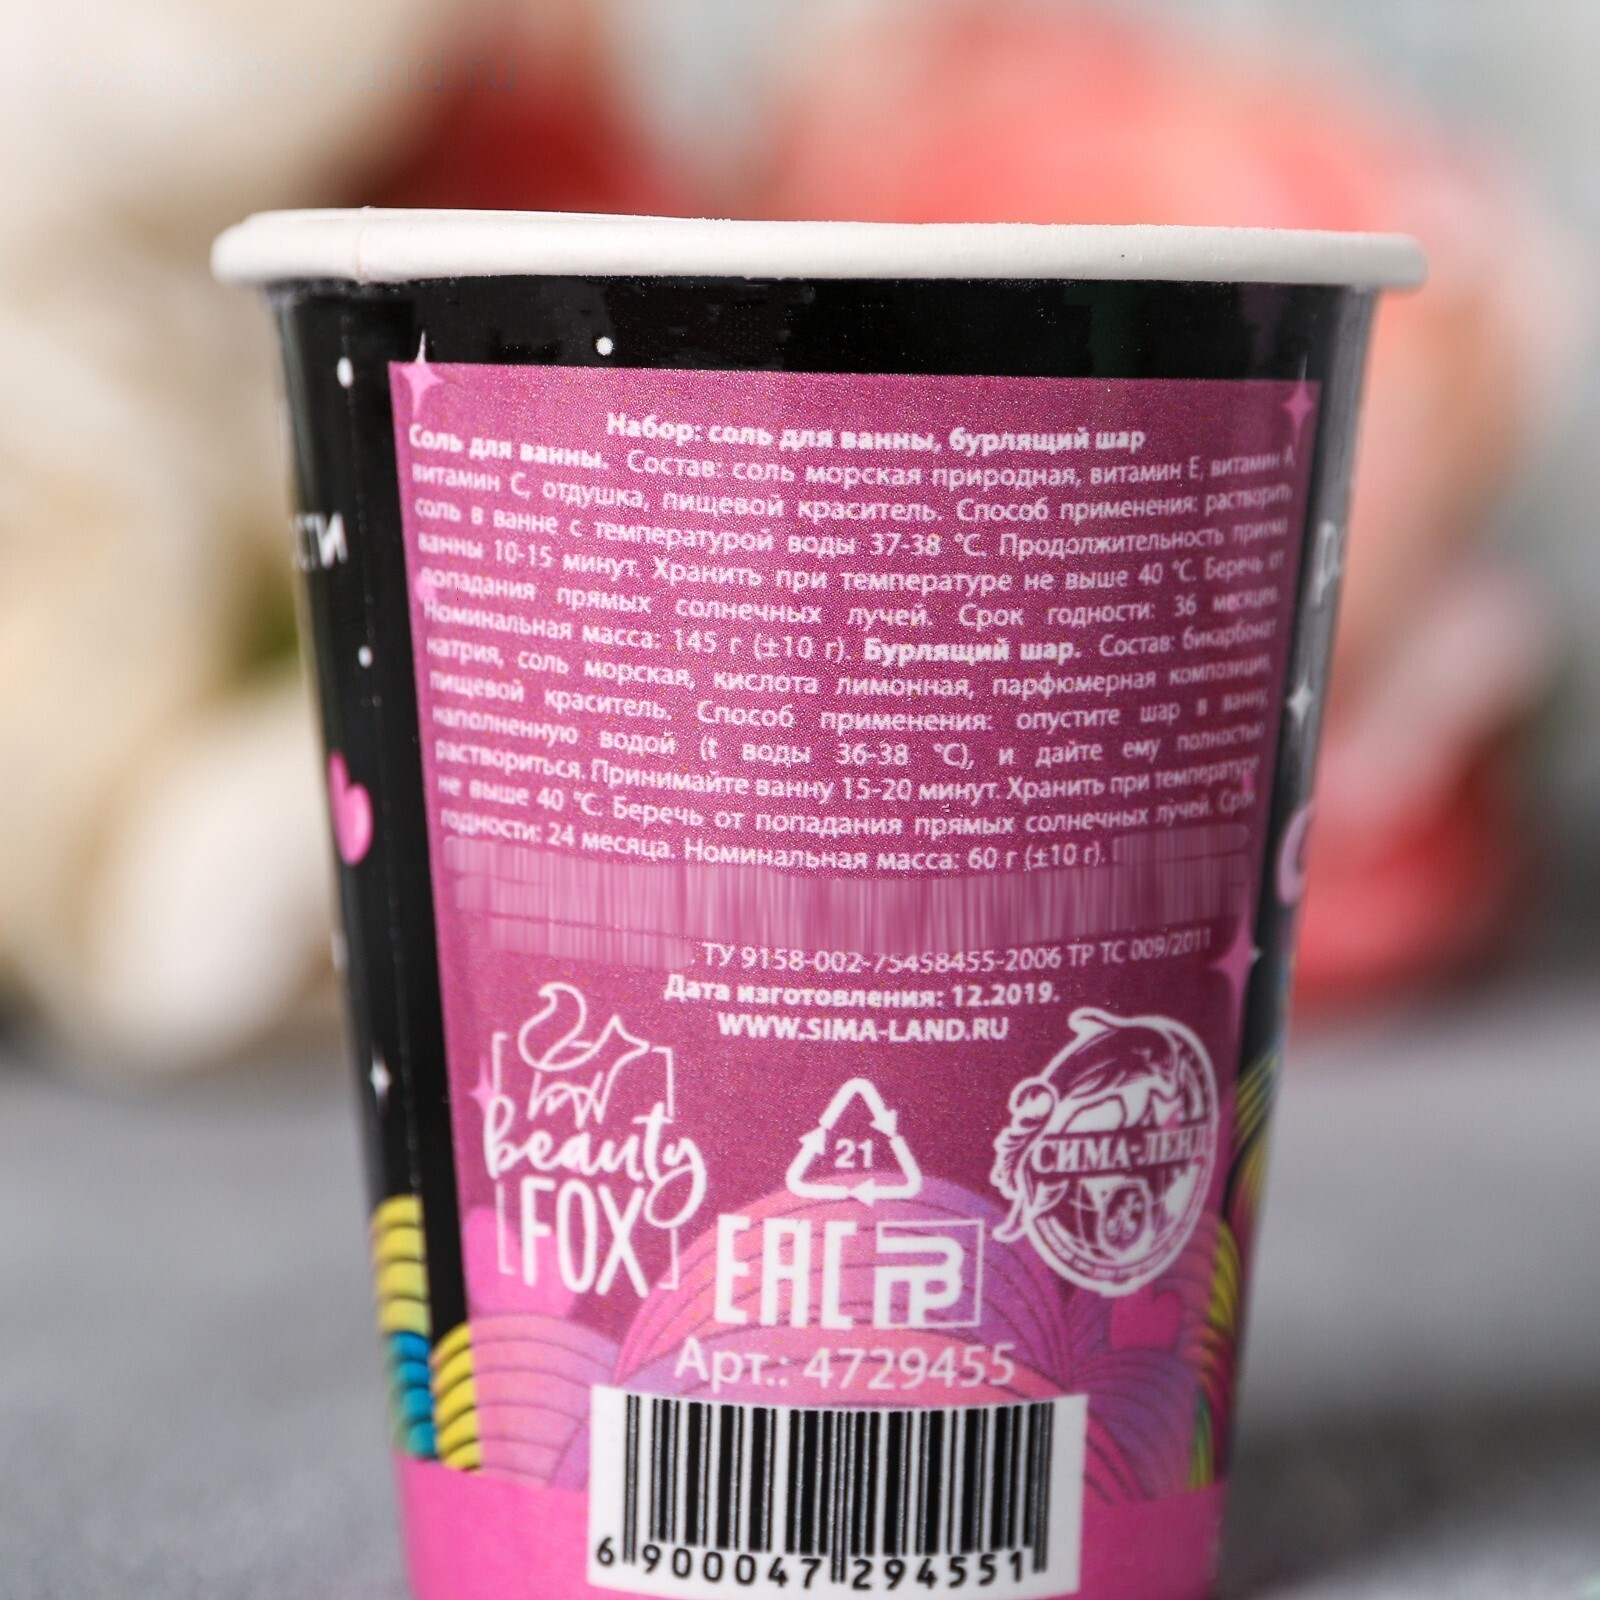 Набор: соль для ванны, бурлящий шар
Соль для ванны. Состав: соль морская природная, витамин Е, витамин А,
витамин С, отдушка, пищевой краситель. Способ применения: растворить
соль в ванне с температурой воды 37-38 °С. Продолжительность приема
ванны 10-15 минут. Хранить при температуре не выше 40 °С. Беречь от
попадания прямых солнечных лучей. Срок годности: 36 месяцев.
Номинальная масса: 145 г (±10 г). Бурлящий шар. Состав: бикарбонат
натрия, соль морская, кислота лимонная, парфюмерная композиция,
пищевой краситель. Способ применения: опустите шар в ванну,
наполненную водой (t воды 36-38 °С), и дайте ему полностью
раствориться. Принимайте ванну 15-20 минут. Хранить при температуре
не выше 40 °С. Беречь от попадания прямых солнечных лучей. Срок
годности: 24 месяца. Номинальная масса: 60 г (±10 г).
ТУ 9158-002-75458455-2006 ТР ТС 009/2011
Дата изготовления: 12.2019.
WWW.SIMA-LAND.RU
beauty
FOX
21
СИМА-ЛЕНД
ЕАС
Арт.: 4729455
6 900047 294551